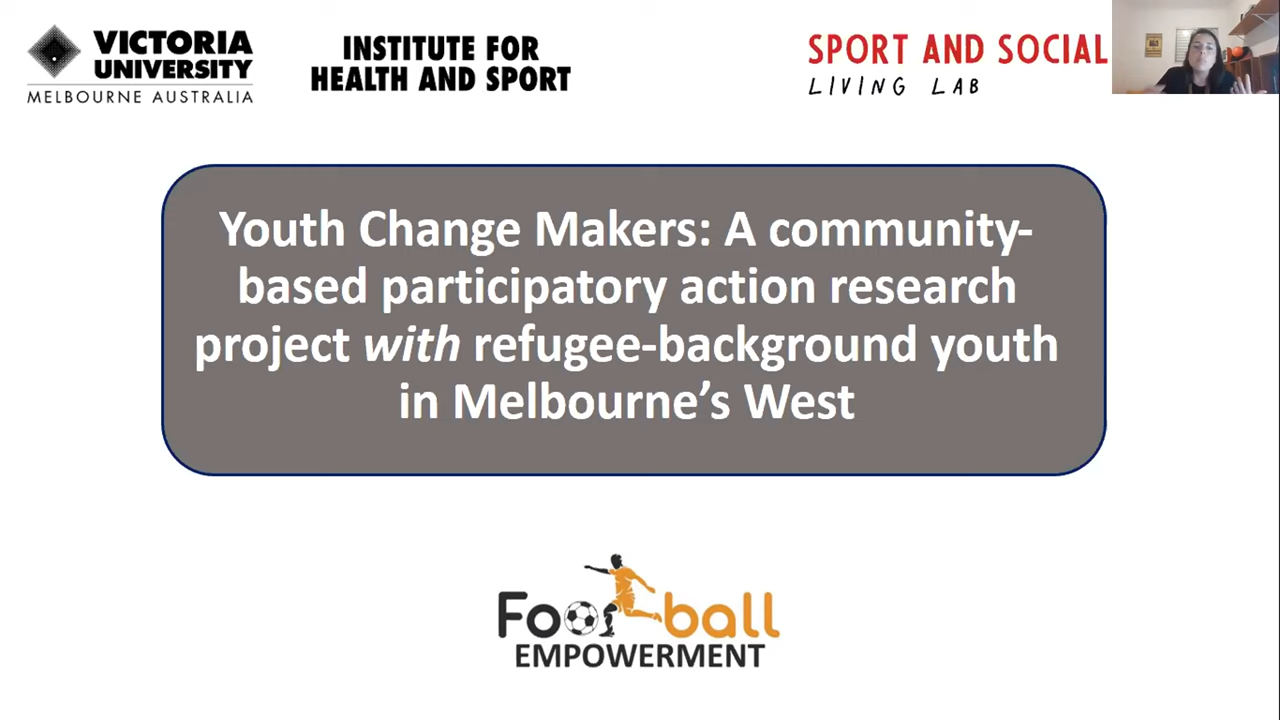 VICTORIA
UNIVERSITY
MELBOURNE AUSTRALIA
INSTITUTE FOR
HEALTH AND SPORT
SPORT AND SOCIAL
LIVING LAB
Youth Change Makers: A community-
based participatory action research
project with refugee-background youth
in Melbourne’s West
Football
EMPOWERMENT